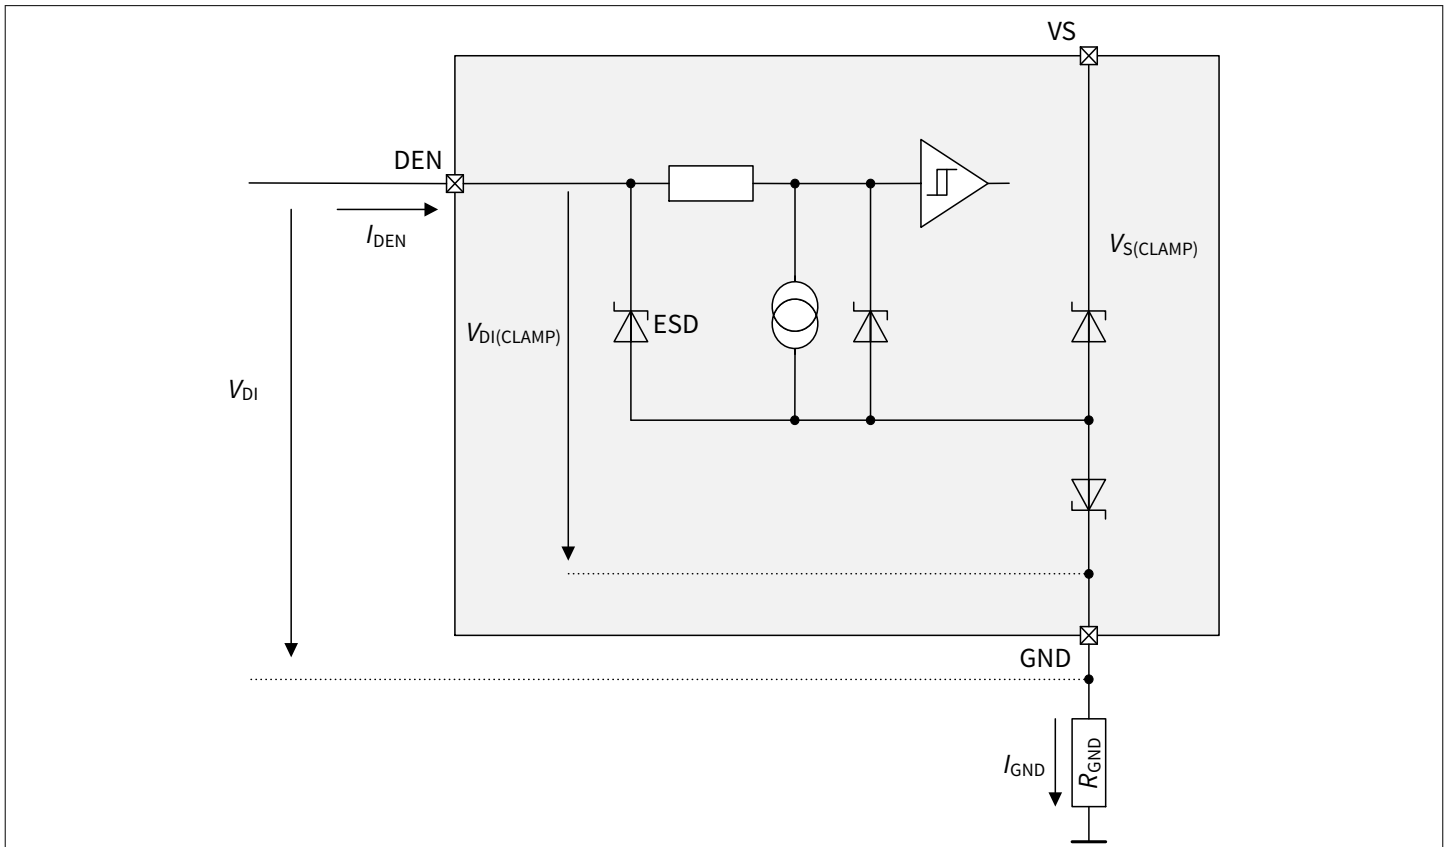 VS
DEN
IDEN
VS(CLAMP)
ESD
VDI(CLAMP)
VDI
GND
IGND
RGND